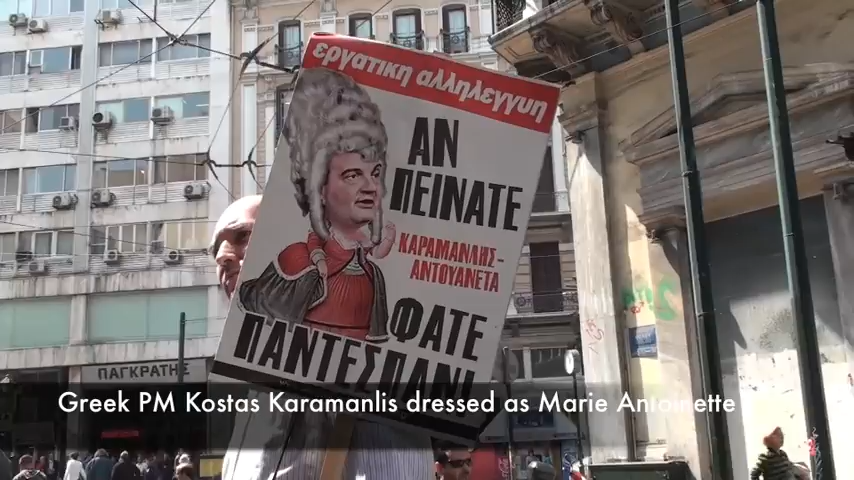 εργατικη αλληλεγγυη
ΑΝ
ΠΕΙΝΑΤΕ
ΚΑΡΑΜΑΝΛΗΣ-
ΑΝΤΟΥΑΝΕΤΑ
ΦΑΤΕ
ΠΑΝΤΕΣΠΑΝΙ
ΠΑΓΚΡΑΤΗΣ
Greek PM Kostas Karamanlis dressed as Marie Antoinette